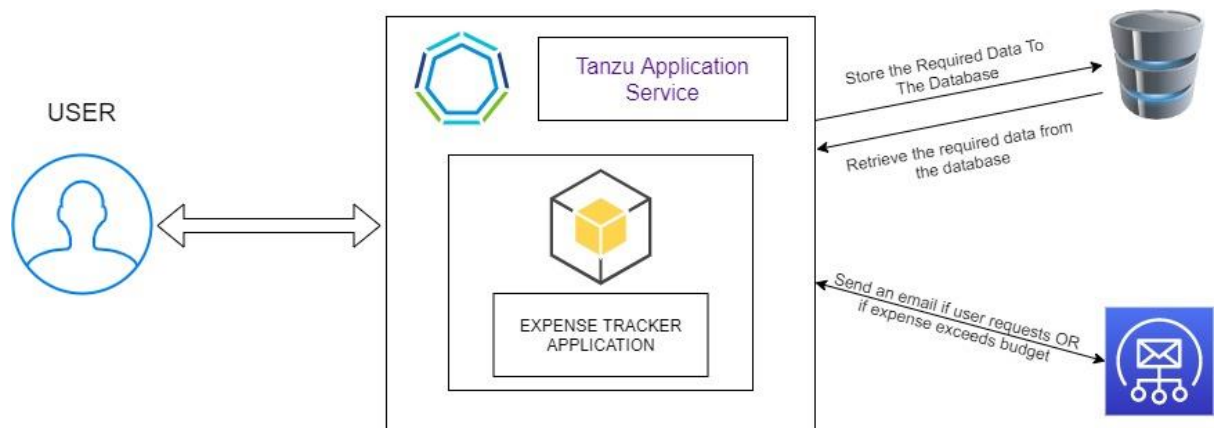 USER
Tanzu Application
Service
EXPENSE TRACKER
APPLICATION
Store the Required Data To
The Database
Retrieve the required data from
the database
Send an email if user requests OR
if expense exceeds budget